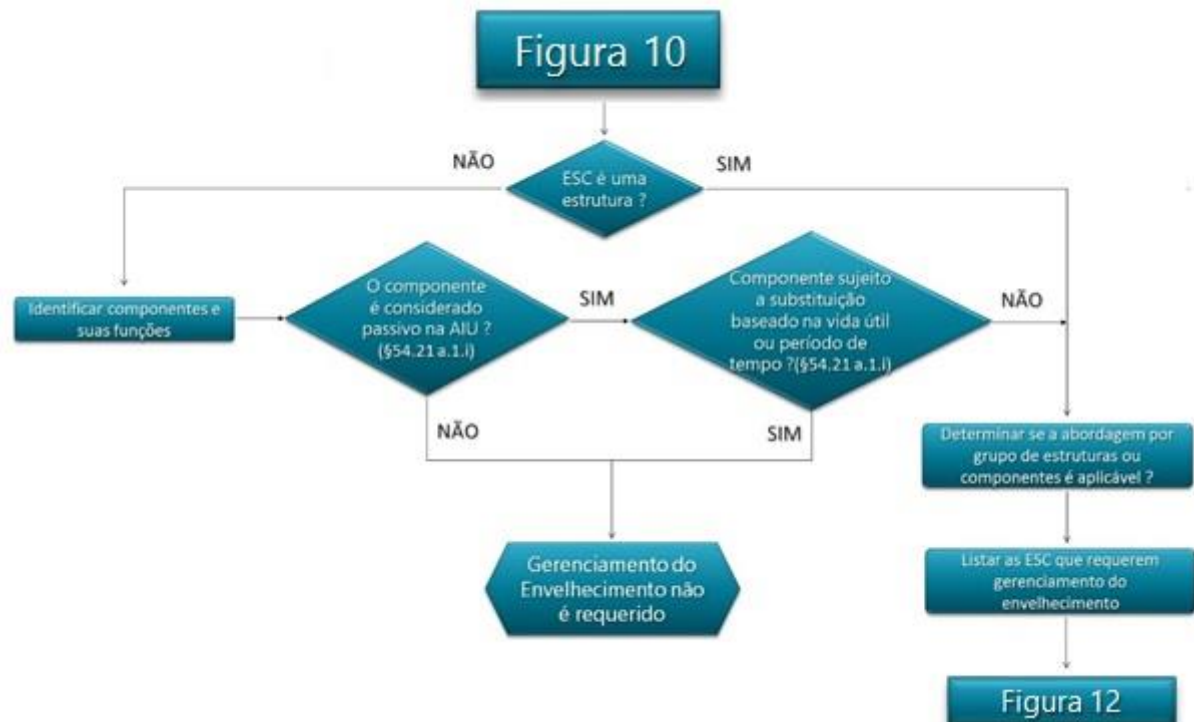 Figura 10
NÃO
SIM
ESC é uma
estrutura ?
Identificar componentes e
suas funções
O componente
é considerado
passivo na AIU ?
(§54.21 a.1.i)
SIM
Componente sujeito
a substituição
baseado na vida útil
ou período de
tempo ?(§54.21 a.1.i)
NÃO
NÃO
SIM
Determinar se a abordagem por
grupo de estruturas ou
componentes é aplicável ?
Gerenciamento do
Envelhecimento não
é requerido
Listar as ESC que requerem
gerenciamento do
envelhecimento
Figura 12